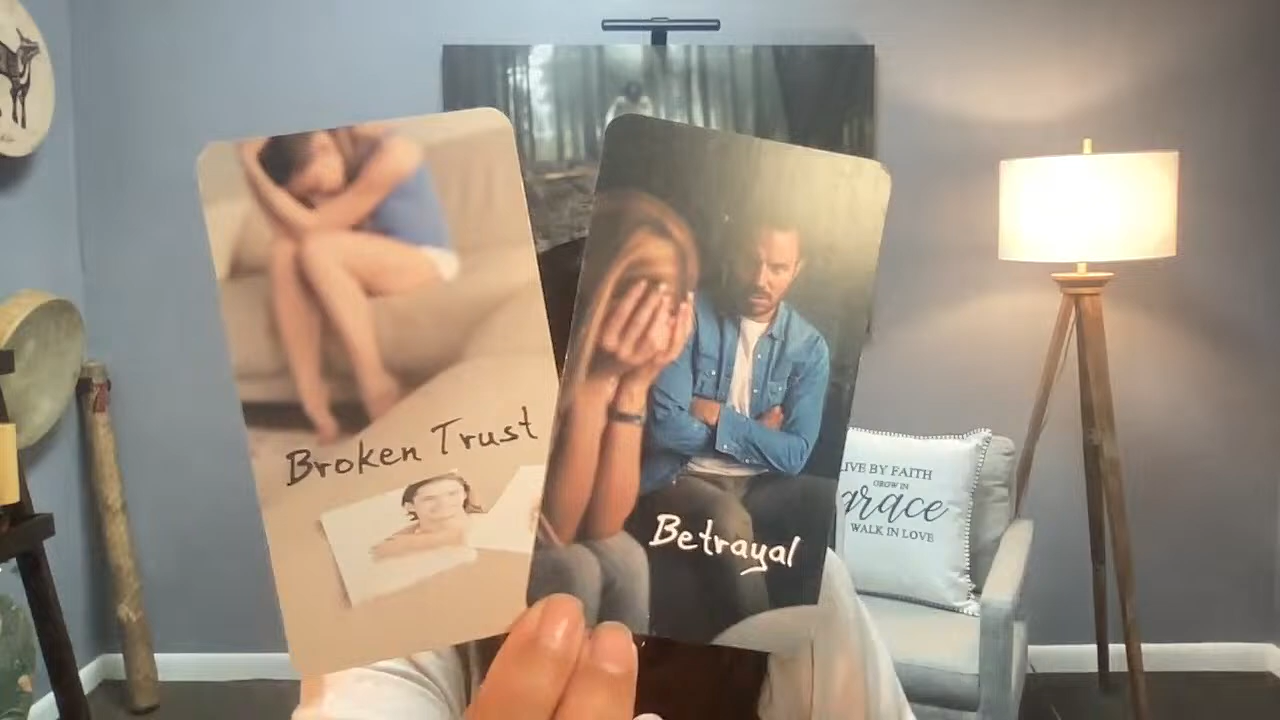 Broken Trust
Betrayal
LIVE BY FAITH
GROW IN
grace
WALK IN LOVE